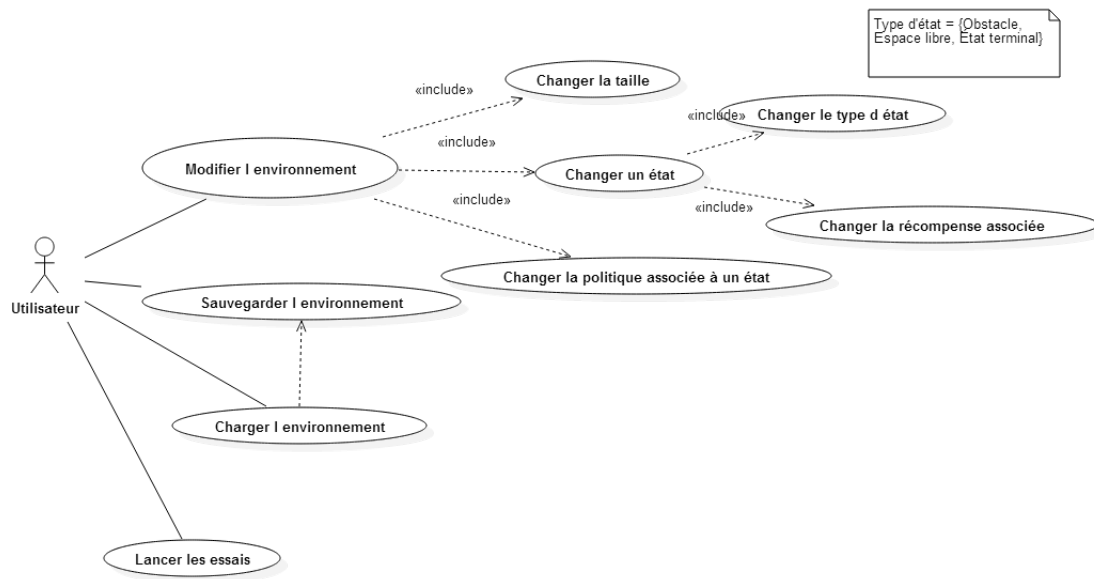 Type d'état = {Obstacle,
Espace libre, État terminal}
Changer la taille
«include»
Changer le type d état
«include»
«include»
Modifier l environnement
Changer un état
«include»
«include»
Changer la récompense associée
Changer la politique associée à un état
Utilisateur
Sauvegarder l environnement
Charger l environnement
Lancer les essais